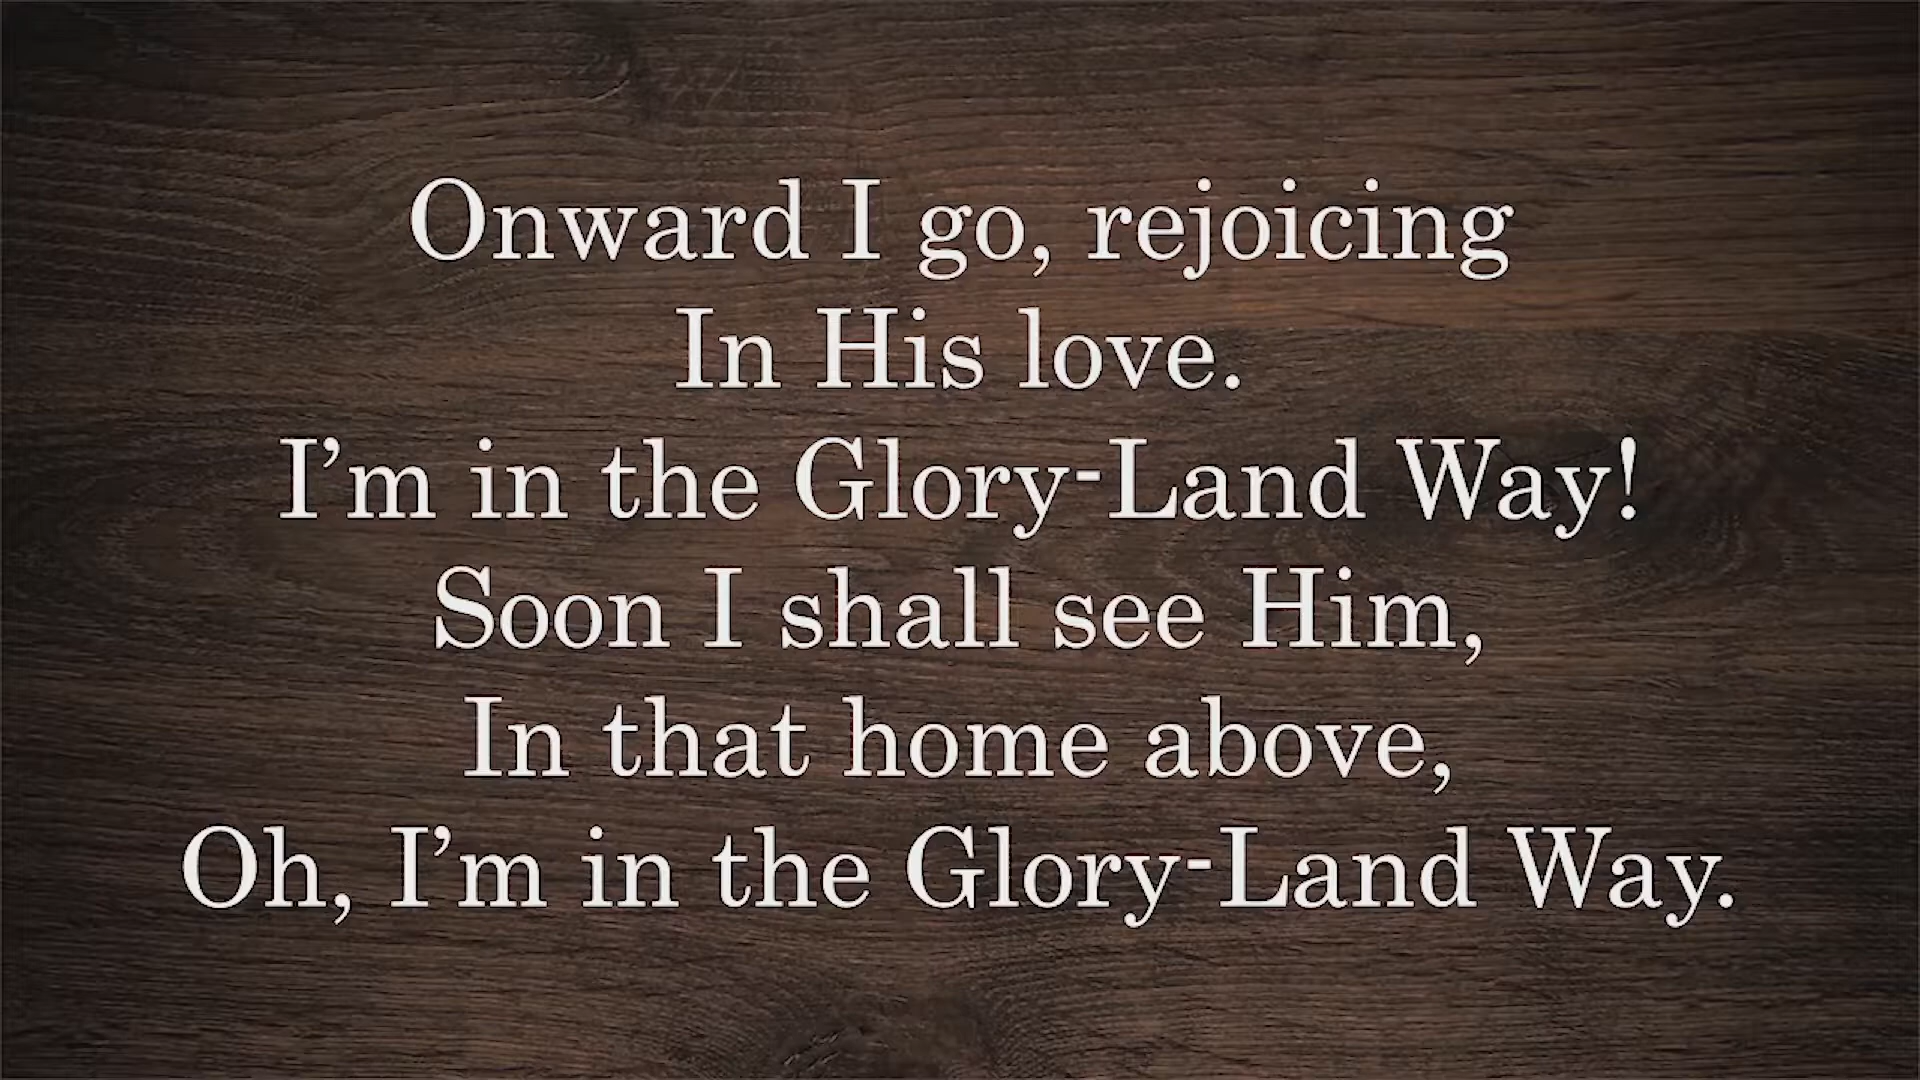 Onward I go, rejoicing
In His love.
I’m in the Glory-Land Way!
Soon I shall see Him,
In that home above,
Oh, I’m in the Glory-Land Way.